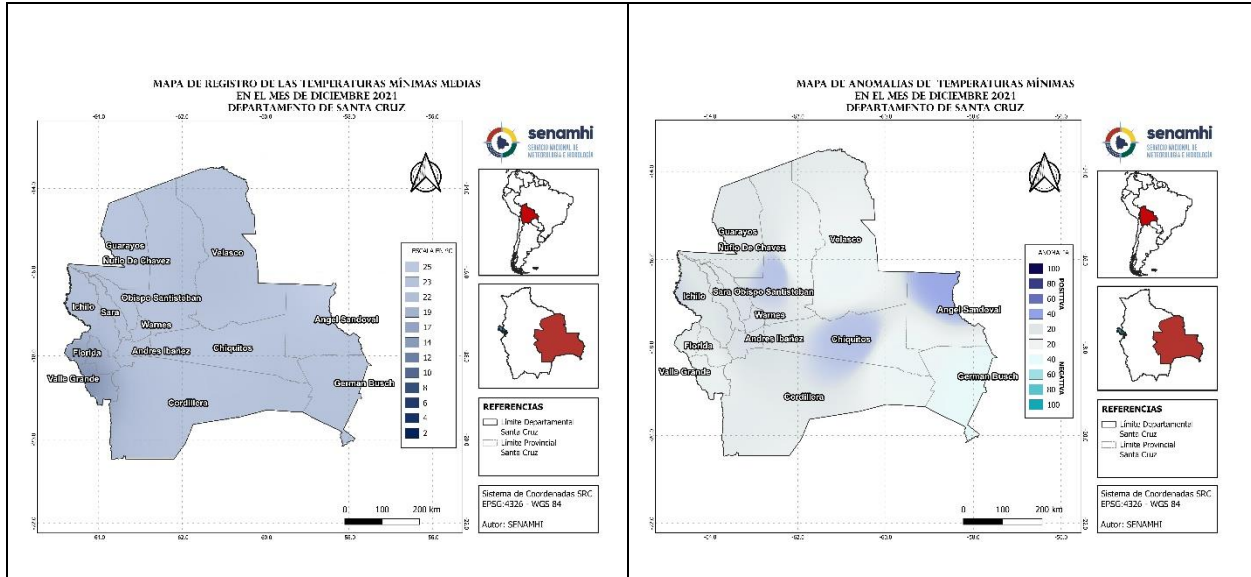 MAPA DE REGISTRO DE LAS TEMPERATURAS MÍNIMAS MEDIAS
EN EL MES DE DICIEMBRE 2021
DEPARTAMENTO DE SANTA CRUZ
senamhi
SERVICIO NACIONAL DE
METEOROLOGÍA E HIDROLOGÍA
Guarayos
Ñuflo De Chavez
Velasco
Ichilo
Sara
Obispo Santisteban
Warnes
Angel Sandoval
Florida
Andres Ibañez
Chiquitos
Valle Grande
German Busch
Cordillera
25
23
22
19
17
14
12
10
8
6
4
2
REFERENCIAS
Límite Departamental
Santa Cruz
Límite Provincial
Santa Cruz
0 100 200 km
Sistema de Coordenadas SRC
EPSG:4326 - WGS 84
Autor: SENAMHI
MAPA DE ANOMALIAS DE TEMPERATURAS MÍNIMAS
EN EL MES DE DICIEMBRE 2021
DEPARTAMENTO DE SANTA CRUZ
senamhi
SERVICIO NACIONAL DE
METEOROLOGÍA E HIDROLOGÍA
Guarayos
Ñuflo De Chavez
Velasco
Ichilo
Sara
Obispo Santisteban
Warnes
Angel Sandoval
Florida
Andres Ibañez
Chiquitos
Valle Grande
German Busch
Cordillera
ANOMALÍA
POSITIVA
NEGATIVA
100
80
60
40
20
20
40
60
80
100
REFERENCIAS
Límite Departamental
Santa Cruz
Límite Provincial
Santa Cruz
0 100 200 km
Sistema de Coordenadas SRC
EPSG:4326 - WGS 84
Autor: SENAMHI